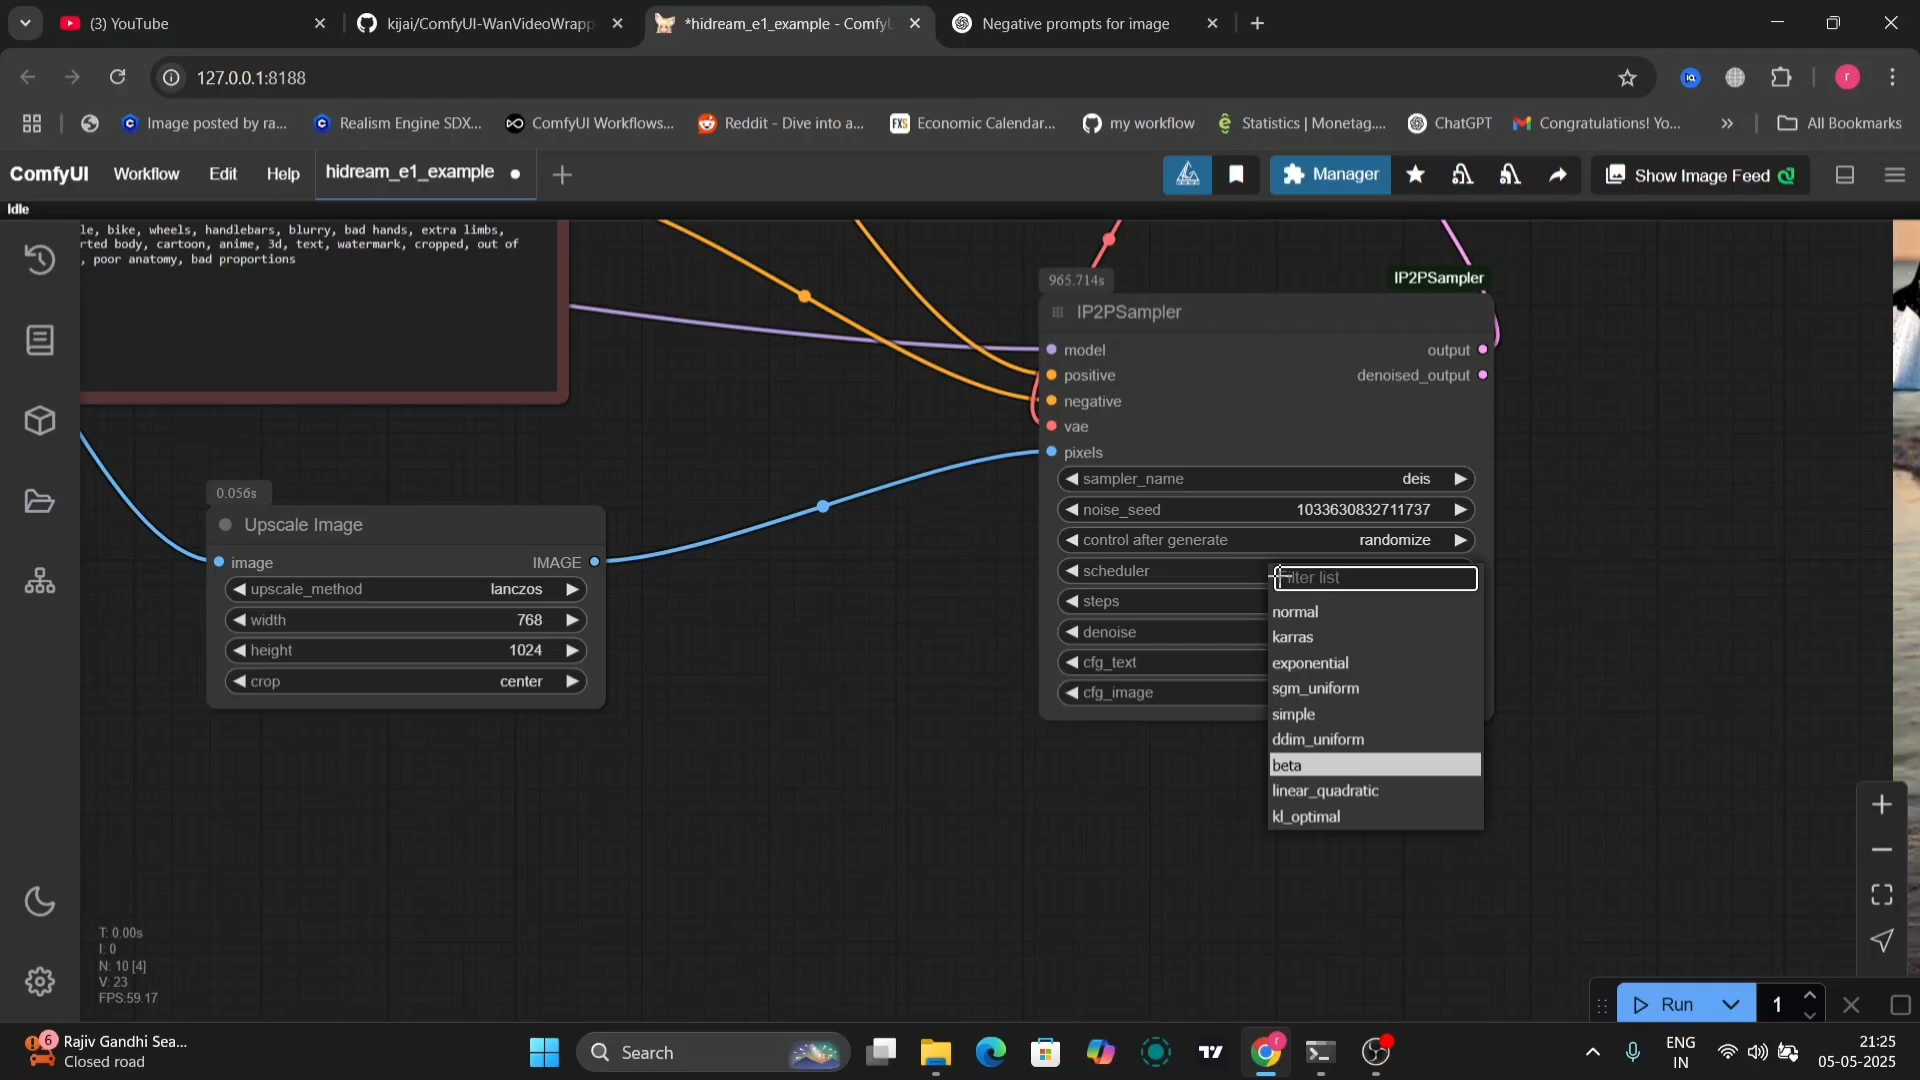 (3) YouTube
kijai/ComfyUI-WanVideoWrapp
*hidream_e1_example - ComfyU
Negative prompts for image
127.0.0.1:8188
r
Image posted by ra...
Realism Engine SDX...
ComfyUI Workflows...
Reddit - Dive into a...
FXS
Economic Calendar...
my workflow
Statistics | Monetag....
ChatGPT
Congratulations! Yo...
All Bookmarks
ComfyUI
Workflow
Edit
Help
hidream_e1_example
Manager
Show Image Feed
Idle
le, bike, wheels, handlebars, blurry, bad hands, extra limbs,
rted body, cartoon, anime, 3d, text, watermark, cropped, out of
, poor anatomy, bad proportions
965.714s
IP2PSampler
IP2PSampler
model
output
positive
denoised_output
negative
vae
pixels
sampler_name
deis
noise_seed
1033630832711737
control after generate
randomize
scheduler
steps
denoise
cfg_text
cfg_image
Filter list
normal
karras
exponential
sgm_uniform
simple
ddim_uniform
beta
linear_quadratic
kl_optimal
0.056s
Upscale Image
image
IMAGE
upscale_method
lanczos
width
768
height
1024
crop
center
T: 0.00s
I: 0
N: 10 [4]
V: 23
FPS:59.17
Run
1
6
Rajiv Gandhi Sea...
Closed road
Search
r
ENG
IN
21:25
05-05-2025